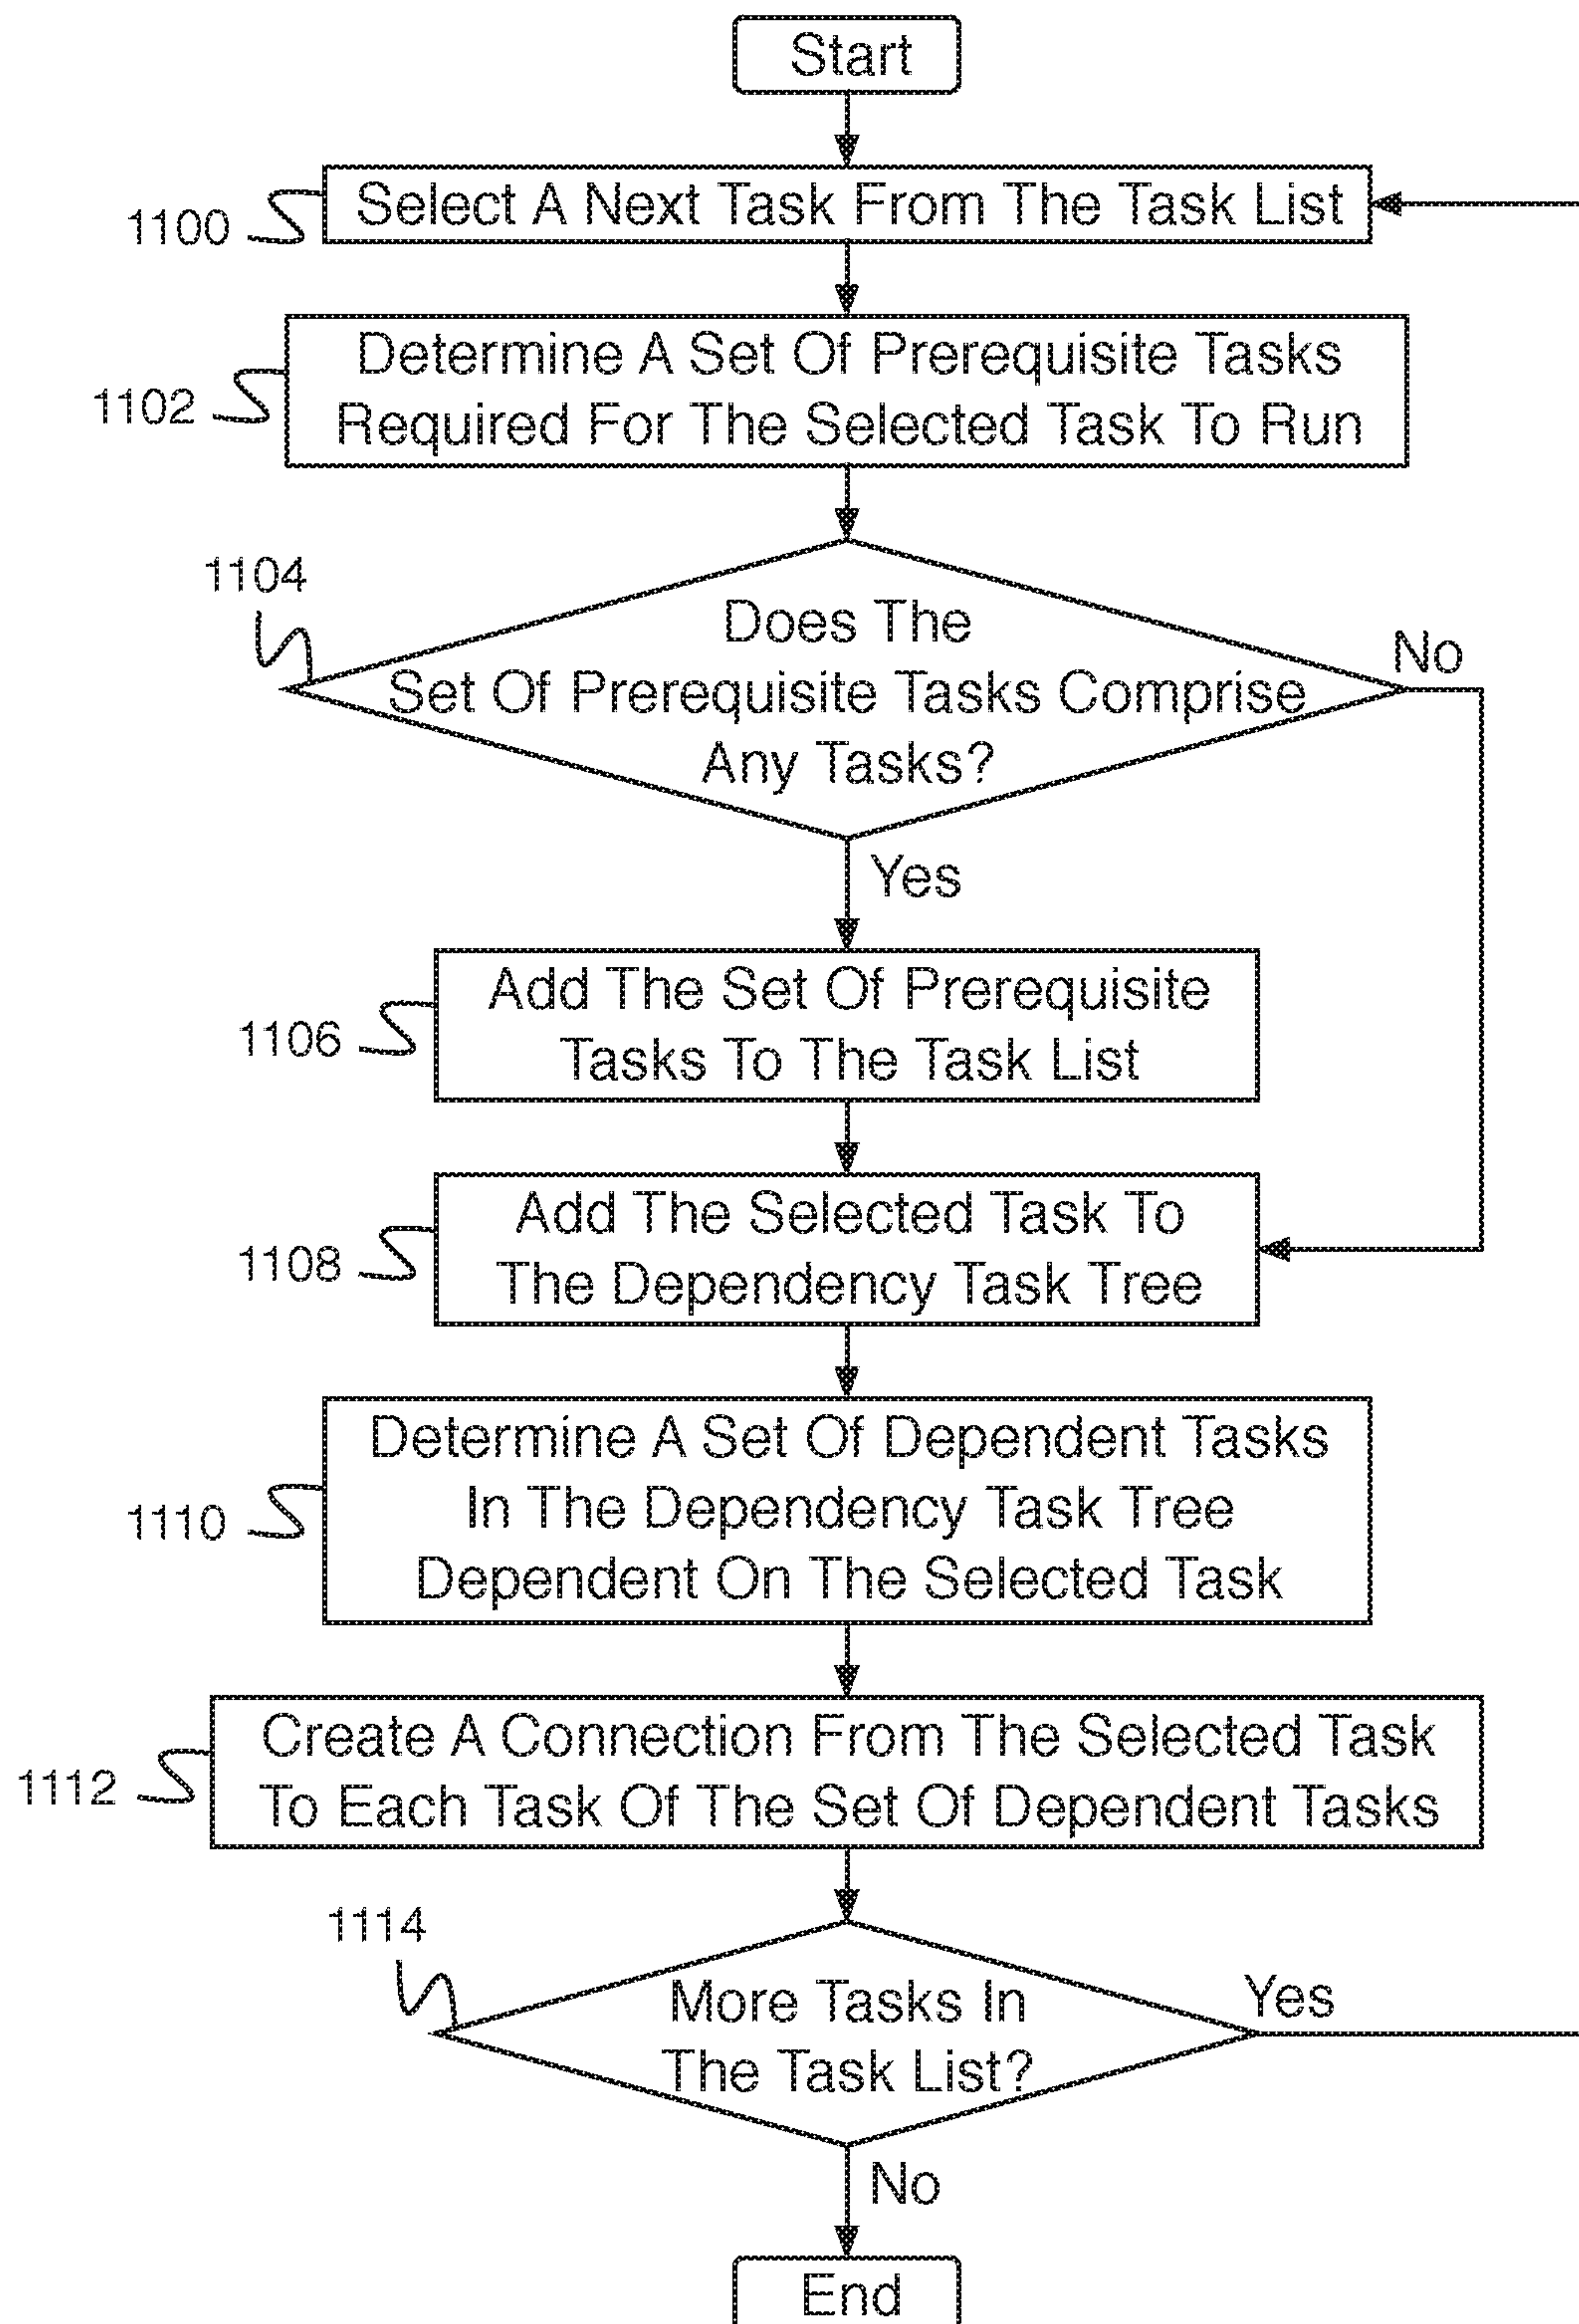 Start
1100
Select A Next Task From The Task List
1102
Determine A Set Of Prerequisite Tasks
Required For The Selected Task To Run
1104
Does The
Set Of Prerequisite Tasks Comprise
Any Tasks?
No
Yes
1106
Add The Set Of Prerequisite
Tasks To The Task List
1108
Add The Selected Task To
The Dependency Task Tree
1110
Determine A Set Of Dependent Tasks
In The Dependency Task Tree
Dependent On The Selected Task
1112
Create A Connection From The Selected Task
To Each Task Of The Set Of Dependent Tasks
1114
More Tasks In
The Task List?
Yes
No
End